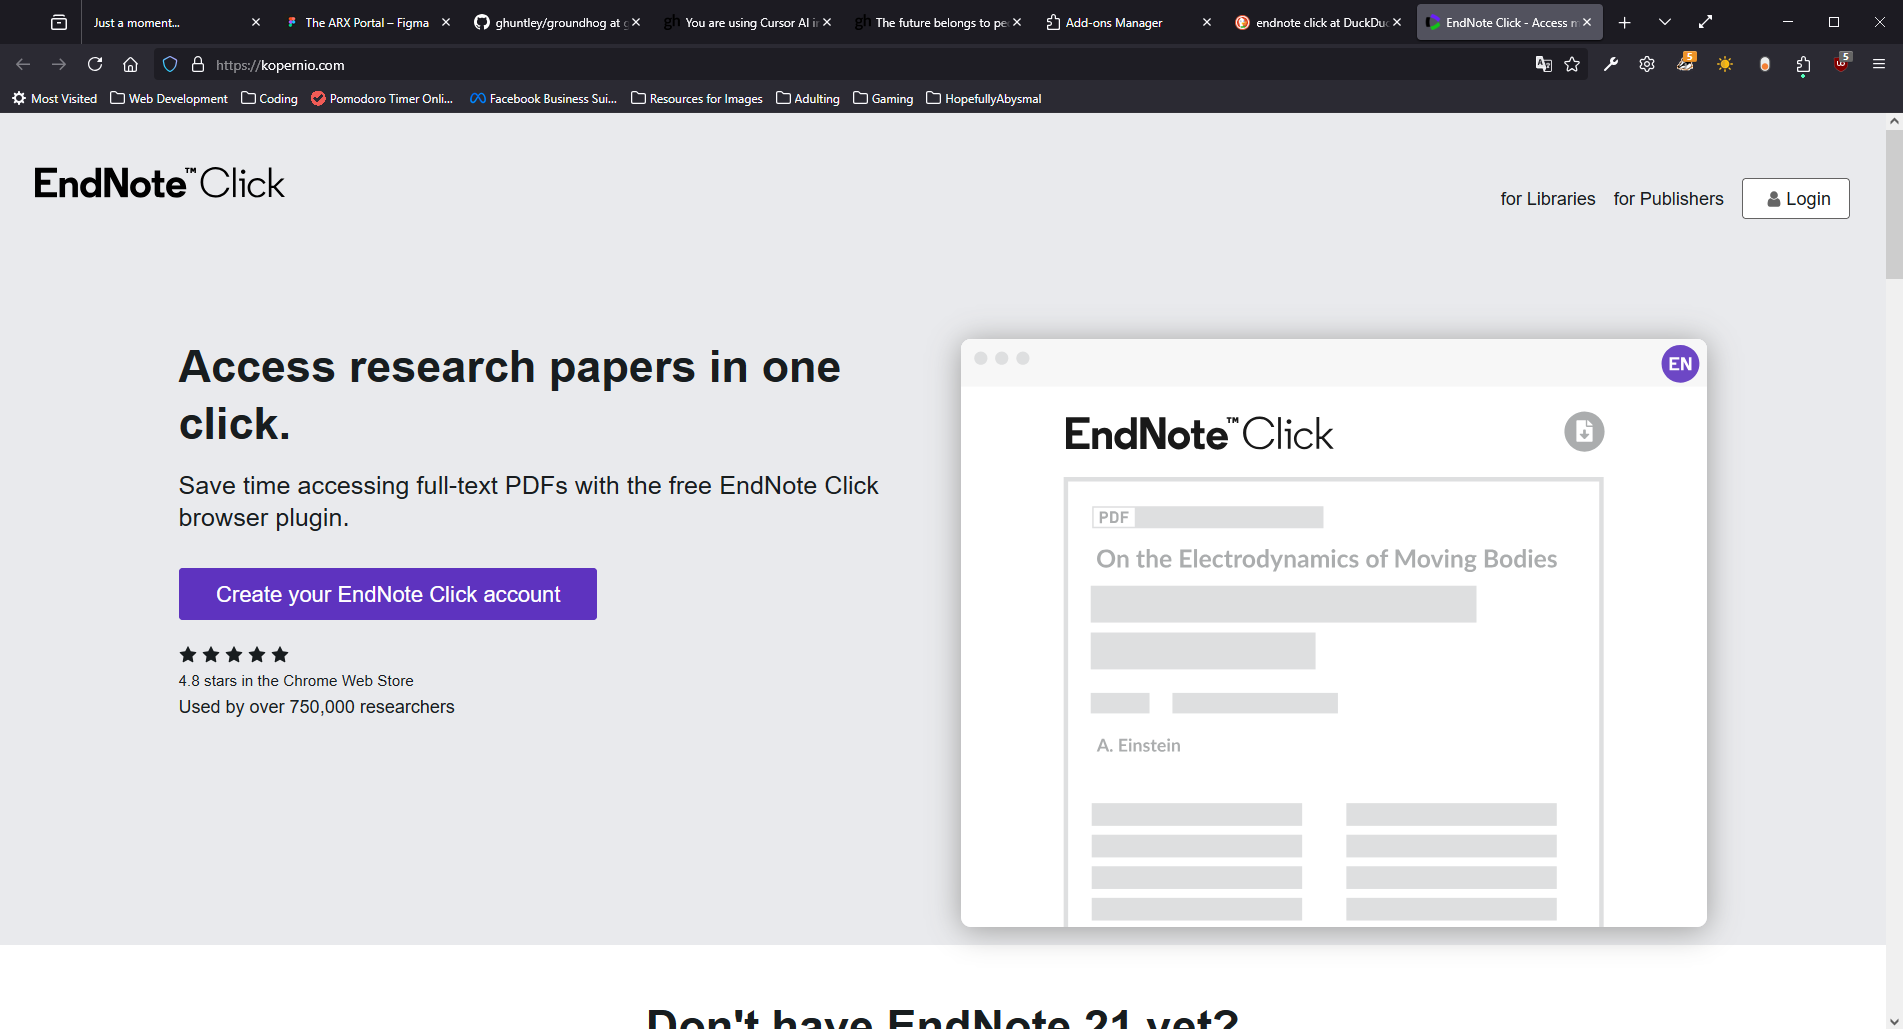 Just a moment...
The ARX Portal – Figma
ghuntley/groundhog at
You are using Cursor AI
The future belongs to
Add-ons Manager
endnote click at
EndNote Click - Access
https://kopernio.com
5
5
Most Visited
Web Development
Coding
Pomodoro Timer Onli...
Facebook Business Sui...
Resources for Images
Adulting
Gaming
HopefullyAbysmal
EndNote™ Click
for Libraries
for Publishers
Login
Access research papers in one
click.
Save time accessing full-text PDFs with the free EndNote Click
browser plugin.
Create your EndNote Click account
4.8 stars in the Chrome Web Store
Used by over 750,000 researchers
EN
EndNote™ Click
PDF
On the Electrodynamics of Moving Bodies
A. Einstein
Don't have EndNote 21 yet?